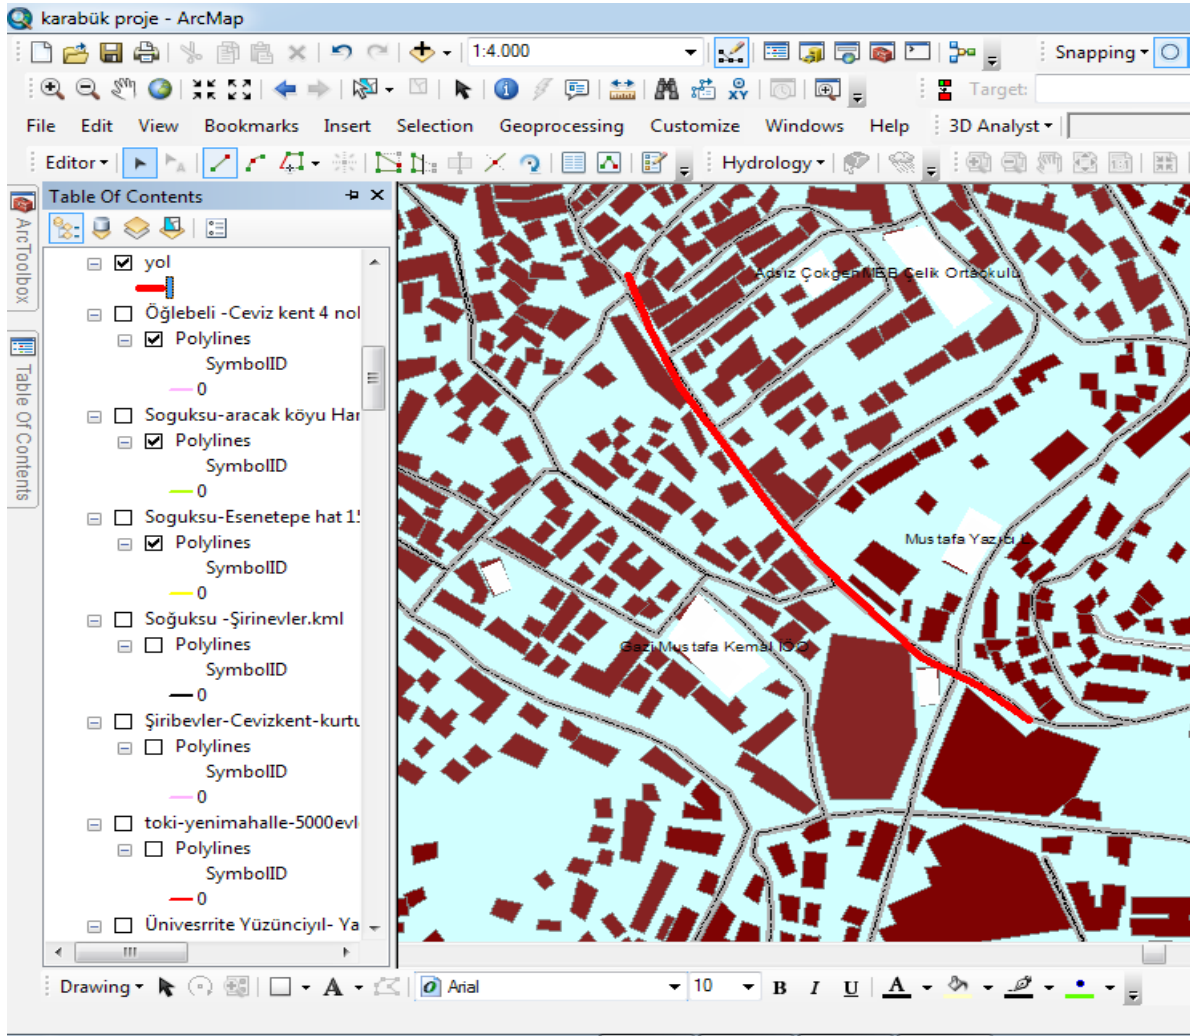 karabük proje - ArcMap
1:4.000
Snapping
Target:
File Edit View Bookmarks Insert Selection Geoprocessing Customize Windows Help 3D Analyst
Editor
Hydrology
ArcToolbox
Table Of Contents
Table Of Contents
yol
Öğlebeli -Ceviz kent 4 nol
Polylines
SymbolID
0
Soguksu-aracak köyu Har
Polylines
SymbolID
0
Soguksu-Esenetepe hat 1
Polylines
SymbolID
0
Soğuksu -Şirinevler.kml
Polylines
SymbolID
0
Şiribevler-Cevizkent-kurtu
Polylines
SymbolID
0
toki-yenimahalle-5000evl
Polylines
SymbolID
0
Ünivesrrite Yüzünciyıl- Ya
Adsiz Çokgen MEB Çelik Ortaokulu
Mustafa Yazıcı
Gazi Mustafa Kemal İÖO
Drawing
A
Arial
10
B I U A